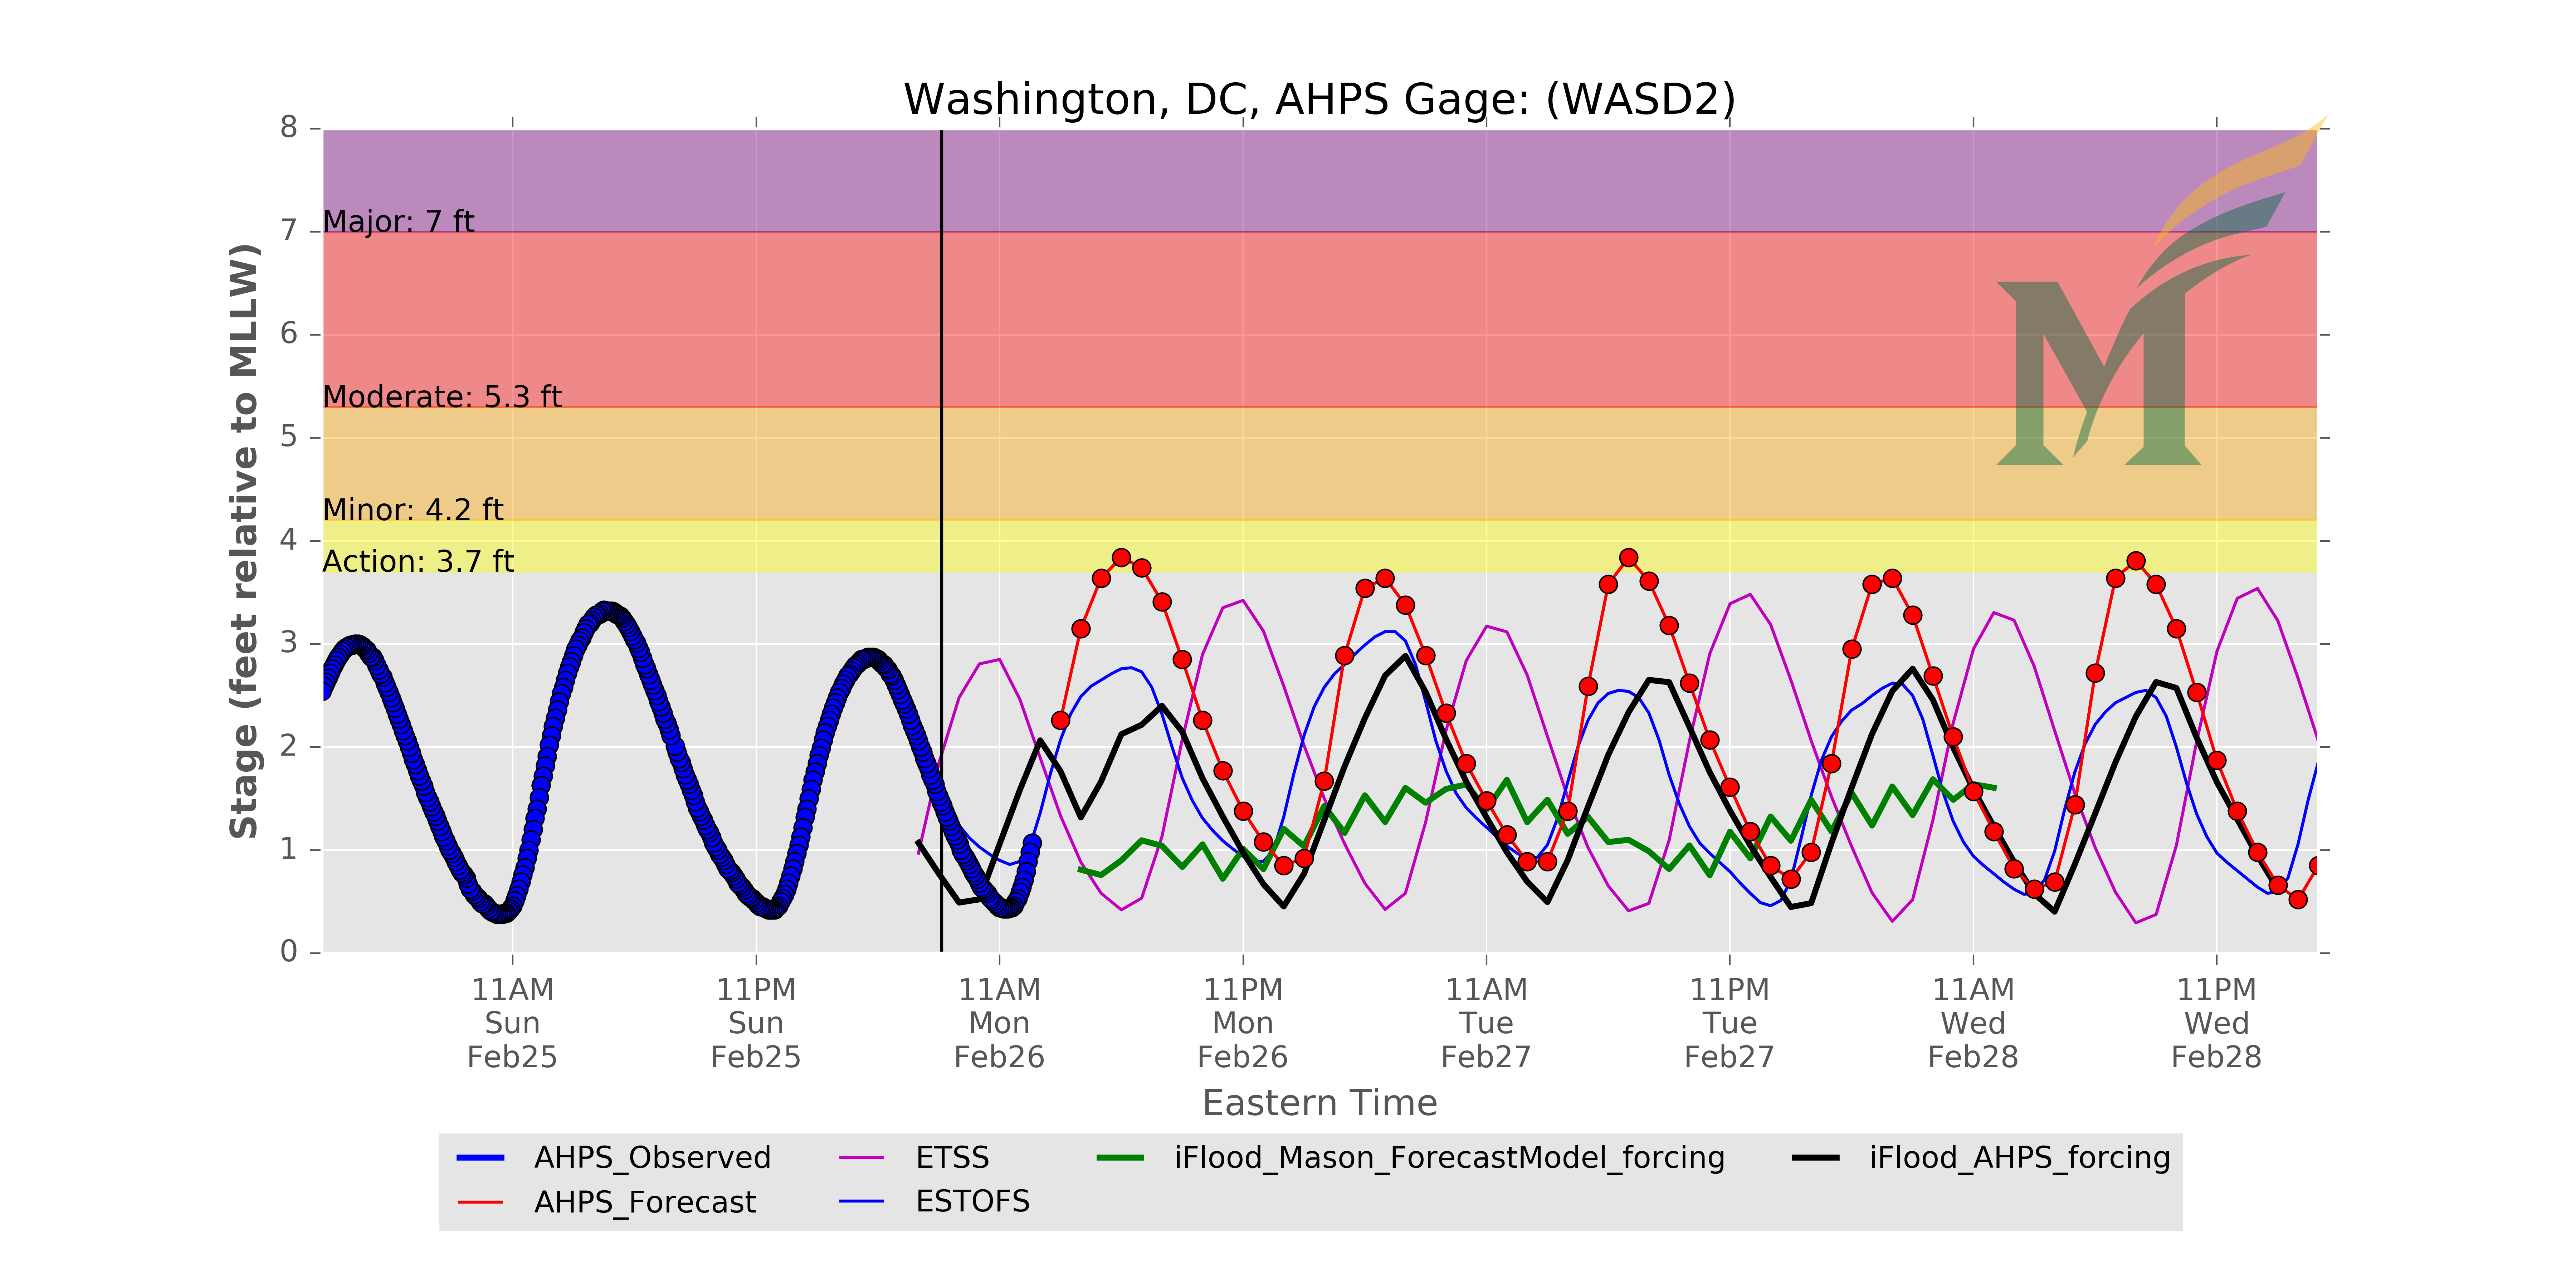 Washington, DC, AHPS Gage: (WASD2)
Stage (feet relative to MLLW)
8
7
6
5
4
3
2
1
0
Major: 7 ft
Moderate: 5.3 ft
Minor: 4.2 ft
Action: 3.7 ft
M
11AM 11PM 11AM 11PM 11AM 11PM 11AM 11PM
Sun Sun Mon Mon Tue Tue Wed Wed
Feb25 Feb25 Feb26 Feb26 Feb27 Feb27 Feb28 Feb28
Eastern Time
AHPS_Observed ETSS iFlood_Mason_ForecastModel_forcing iFlood_AHPS_forcing
AHPS_Forecast ESTOFS